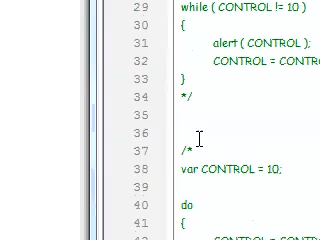 29 while ( CONTROL != 10 )
30 {
31 alert ( CONTROL );
32 CONTROL = CONTR
33 }
34 */
35
36
37 /*
38 var CONTROL = 10;
39
40 do
41 {